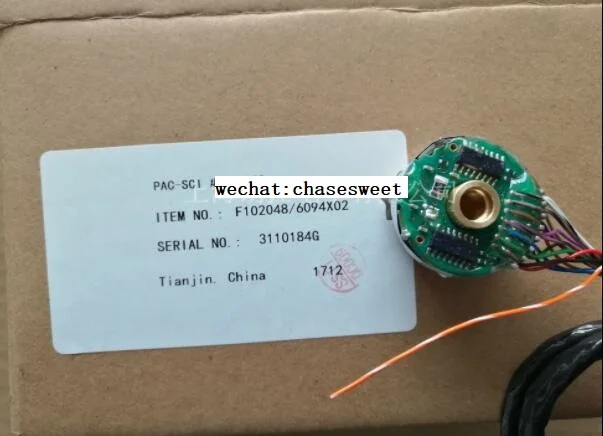 PAC-SCI
wechat:chasesweet
ITEM NO.: F102048/6094X02
SERIAL NO.: 3110184G
Tianjin. China 1712